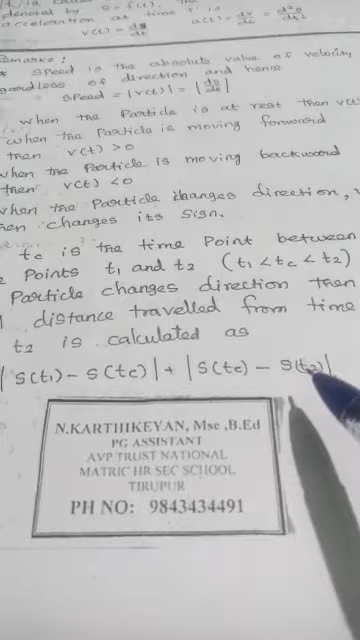 denoted by S = f(t). The
acceleration at time 't' is
v(t) = ds/dt a(t) = dv/dt = d²s/dt²
marks:
* Speed is the absolute value of velocity
gardless of direction and hence
Speed = |v(t)| = |ds/dt|
When the Particle is at rest then v(t
When the Particle is moving forward
then v(t) > 0
When the Particle is moving backward
then v(t) < 0
When the Particle changes direction,
then changes its sign.
tc is the time Point between
Points t1 and t2 (t1 < tc < t2)
Particle changes direction then
distance travelled from time
t2 is calculated as
|S(t1) - S(tc)| + |S(tc) - S(t2)|
N.KARTHIKEYAN, Msc ,B.Ed
PG ASSISTANT
AVP TRUST NATIONAL
MATRIC HR SEC SCHOOL
TIRUPUR
PH NO: 9843434491